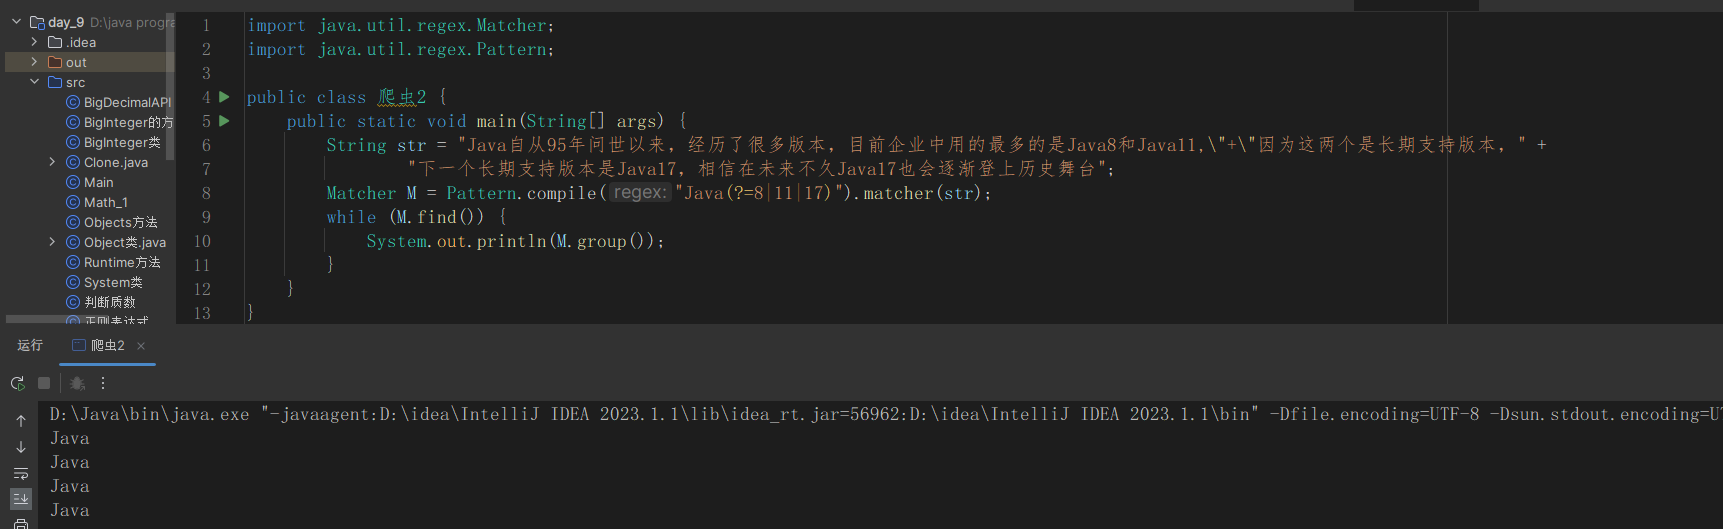 day_9 D:\java progra
.idea
out
src
BigDecimalAPI
BigInteger的方
BigInteger类
Clone.java
Main
Math_1
Objects方法
Object类.java
Runtime方法
System类
判断质数
正则表达式
1 import java.util.regex.Matcher;
2 import java.util.regex.Pattern;
3
4 public class 爬虫2 {
5 public static void main(String[] args) {
6 String str = "Java自从95年问世以来，经历了很多版本，目前企业中用的最多的是Java8和Java11,\"+\"因为这两个是长期支持版本，" +
7 "下一个长期支持版本是Java17，相信在未来不久Java17也会逐渐登上历史舞台";
8 Matcher M = Pattern.compile( regex: "Java(?=8|11|17)").matcher(str);
9 while (M.find()) {
10 System.out.println(M.group());
11 }
12 }
13 }
运行 爬虫2 ×
D:\Java\bin\java.exe "-javaagent:D:\idea\IntelliJ IDEA 2023.1.1\lib\idea_rt.jar=56962:D:\idea\IntelliJ IDEA 2023.1.1\bin" -Dfile.encoding=UTF-8 -Dsun.stdout.encoding=UT
Java
Java
Java
Java